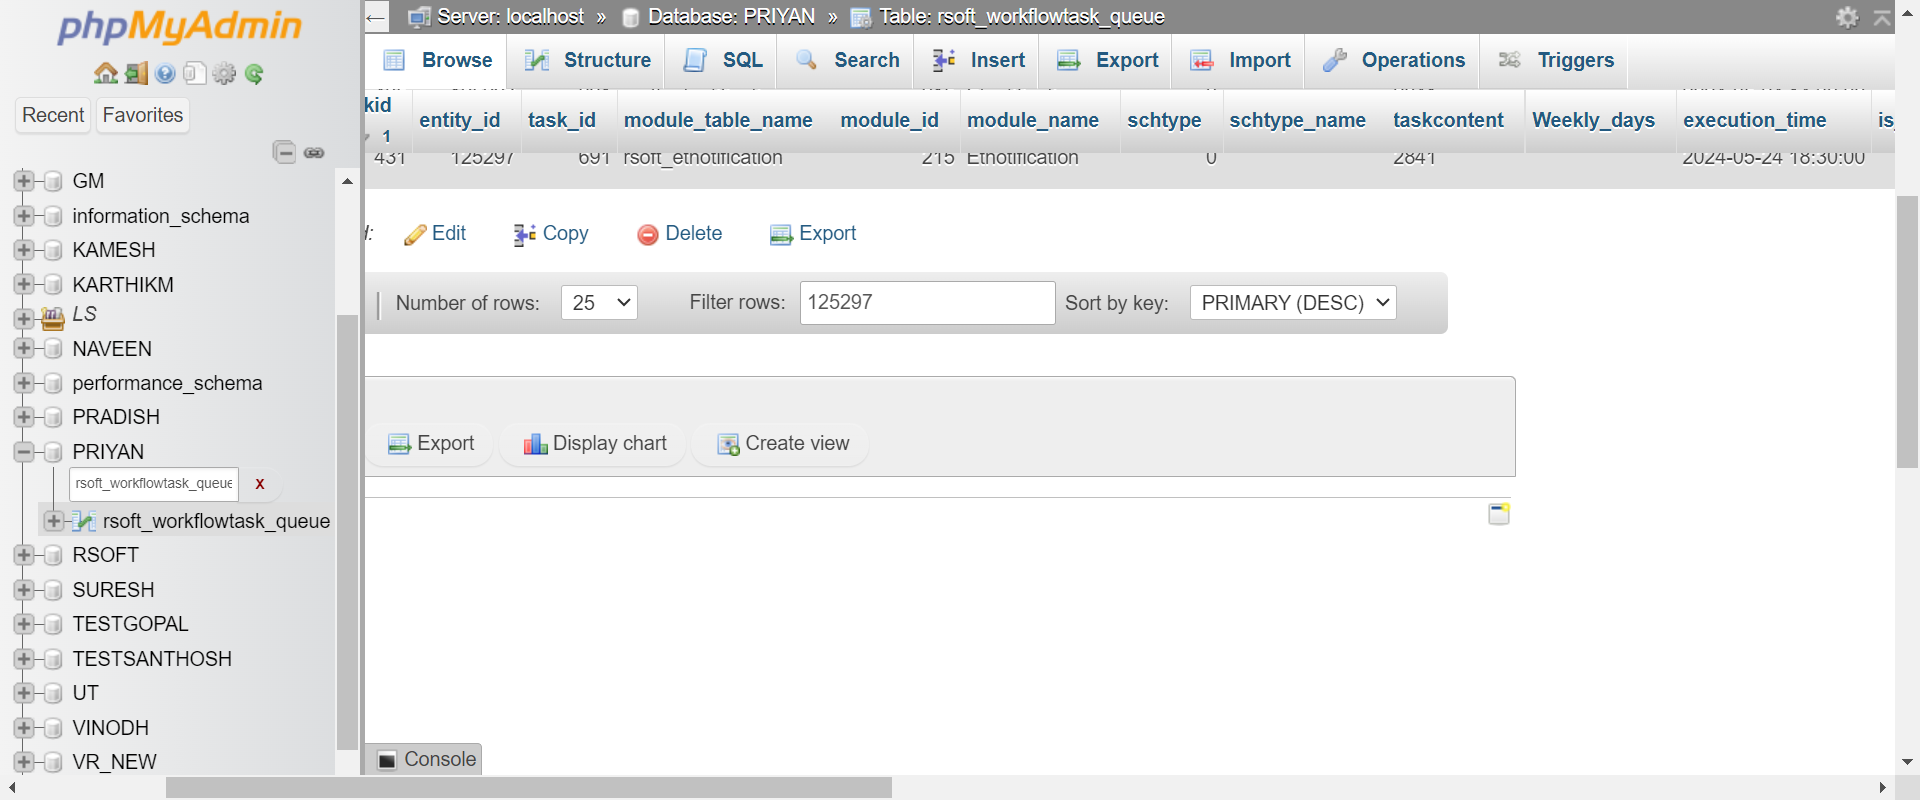 phpMyAdmin
Recent
Favorites
GM
information_schema
KAMESH
KARTHIKM
LS
NAVEEN
performance_schema
PRADISH
PRIYAN
rsoft_workflowtask_queue
x
rsoft_workflowtask_queue
RSOFT
SURESH
TESTGOPAL
TESTSANTHOSH
UT
VINODH
VR_NEW
Server: localhost » Database: PRIYAN » Table: rsoft_workflowtask_queue
Browse Structure SQL Search Insert Export Import Operations Triggers
kid 1 entity_id task_id module_table_name module_id module_name schtype schtype_name taskcontent Weekly_days execution_time is_
431 125297 691 rsoft_etnotification 215 Etnotification 0 2841 2024-05-24 18:30:00
d: Edit Copy Delete Export
Number of rows: 25 Filter rows: 125297 Sort by key: PRIMARY (DESC)
Export Display chart Create view
Console